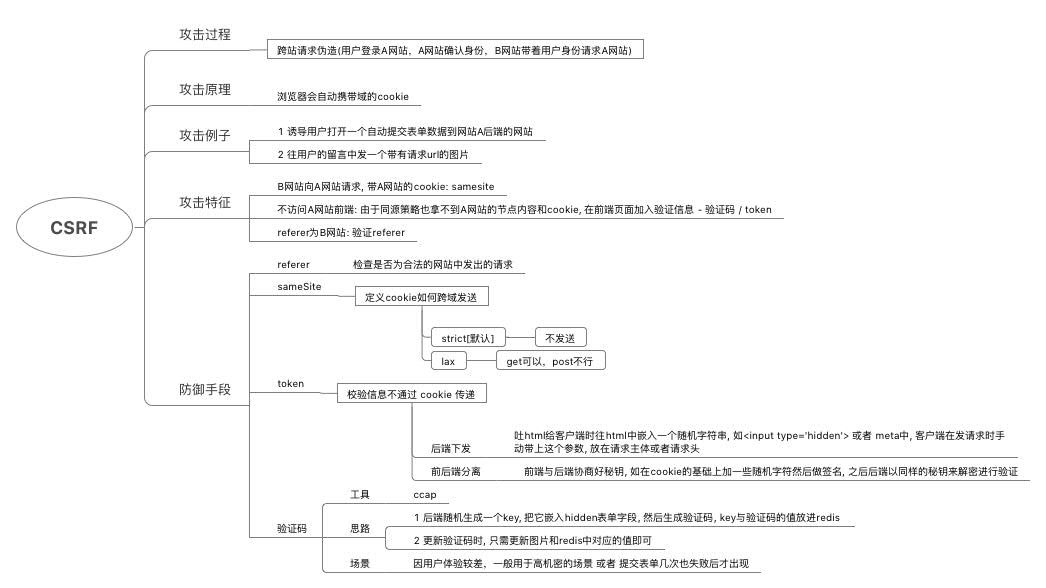 CSRF
攻击过程
跨站请求伪造(用户登录A网站，A网站确认身份，B网站带着用户身份请求A网站)
攻击原理
浏览器会自动携带域的cookie
攻击例子
1 诱导用户打开一个自动提交表单数据到网站A后端的网站
2 往用户的留言中发一个带有请求url的图片
攻击特征
B网站向A网站请求, 带A网站的cookie: samesite
不访问A网站前端: 由于同源策略也拿不到A网站的节点内容和cookie, 在前端页面加入验证信息 - 验证码 / token
referer为B网站: 验证referer
防御手段
referer
检查是否为合法的网站中发出的请求
sameSite
定义cookie如何跨域发送
strict[默认]
不发送
lax
get可以，post不行
token
校验信息不通过 cookie 传递
后端下发
吐html给客户端时往html中嵌入一个随机字符串, 如<input type='hidden'> 或者 meta中, 客户端在发请求时手
动带上这个参数, 放在请求主体或者请求头
前后端分离
前端与后端协商好秘钥, 如在cookie的基础上加一些随机字符然后做签名, 之后后端以同样的秘钥来解密进行验证
验证码
工具
ccap
思路
1 后端随机生成一个key, 把它嵌入hidden表单字段, 然后生成验证码, key与验证码的值放进redis
2 更新验证码时, 只需更新图片和redis中对应的值即可
场景
因用户体验较差，一般用于高机密的场景 或者 提交表单几次也失败后才出现